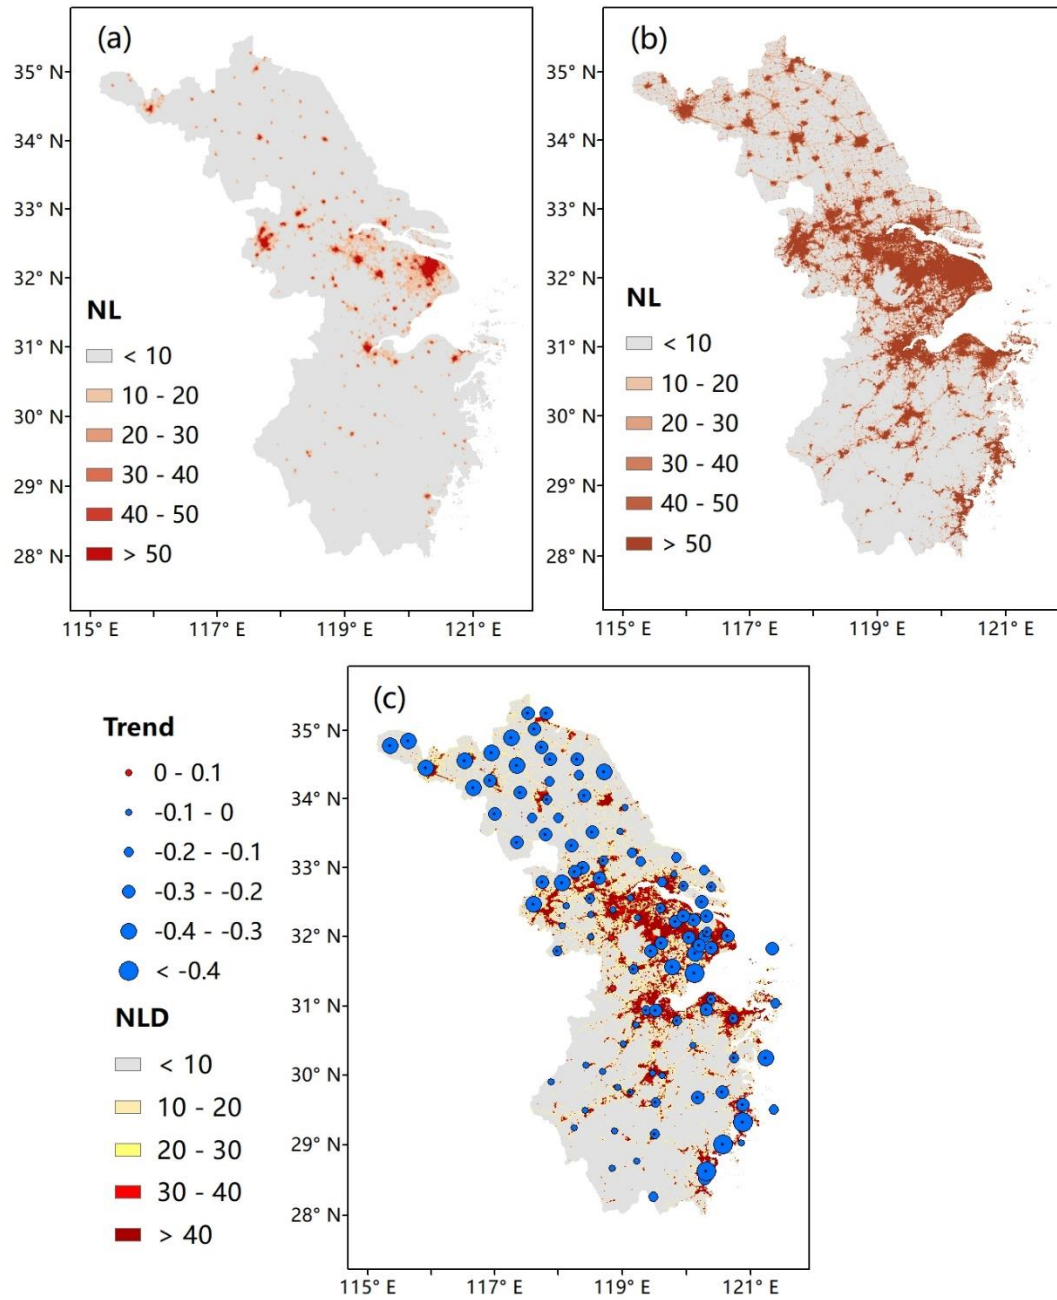 (a)
35° N
34° N
33° N
32° N
31° N
30° N
29° N
28° N
NL
< 10
10 - 20
20 - 30
30 - 40
40 - 50
> 50
115° E
117° E
119° E
121° E
(b)
35° N
34° N
33° N
32° N
31° N
30° N
29° N
28° N
NL
< 10
10 - 20
20 - 30
30 - 40
40 - 50
> 50
115° E
117° E
119° E
121° E
Trend
0 - 0.1
-0.1 - 0
-0.2 - -0.1
-0.3 - -0.2
-0.4 - -0.3
< -0.4
NLD
< 10
10 - 20
20 - 30
30 - 40
> 40
(c)
35° N
34° N
33° N
32° N
31° N
30° N
29° N
28° N
115° E
117° E
119° E
121° E